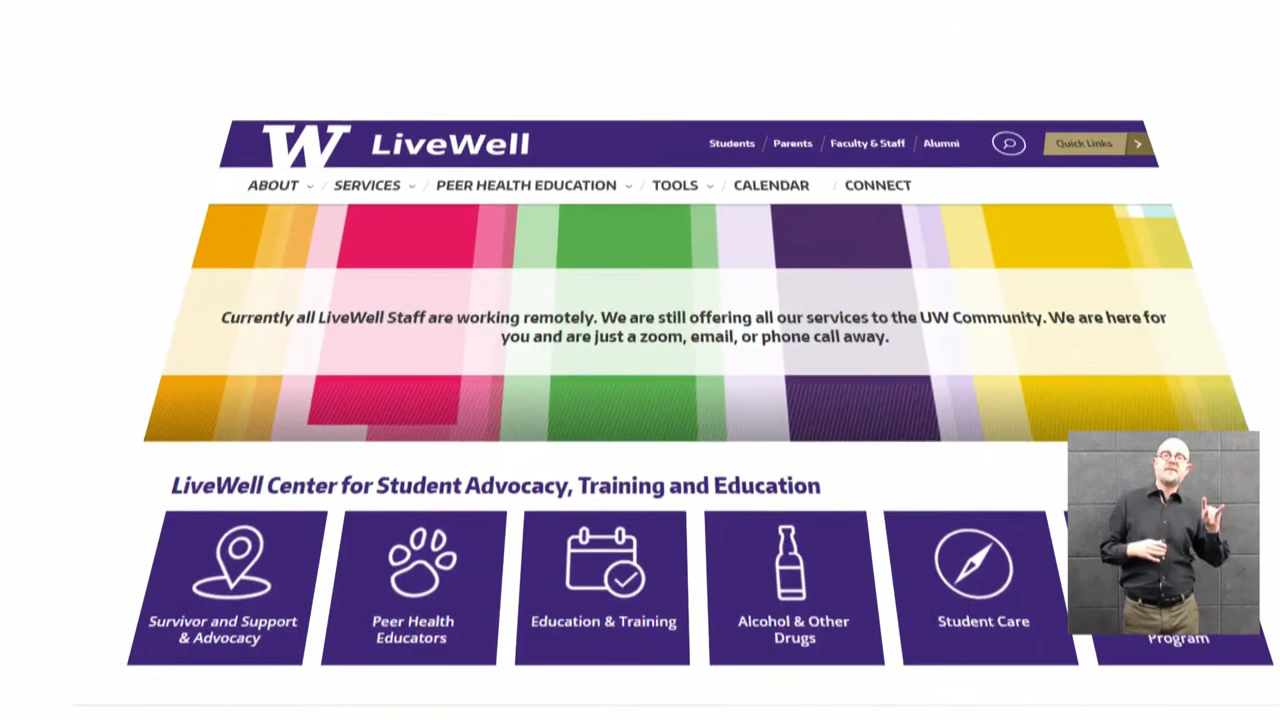 W LiveWell
Students / Parents / Faculty & Staff / Alumni
Quick Links
ABOUT / SERVICES / PEER HEALTH EDUCATION / TOOLS / CALENDAR / CONNECT
Currently all LiveWell Staff are working remotely. We are still offering all our services to the UW Community. We are here for
you and are just a zoom, email, or phone call away.
LiveWell Center for Student Advocacy, Training and Education
Survivor and Support
& Advocacy
Peer Health
Educators
Education & Training
Alcohol & Other
Drugs
Student Care
Program